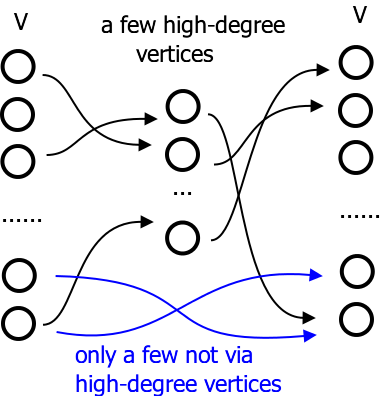 V
a few high-degree
vertices
V
...
......
......
only a few not via
high-degree vertices